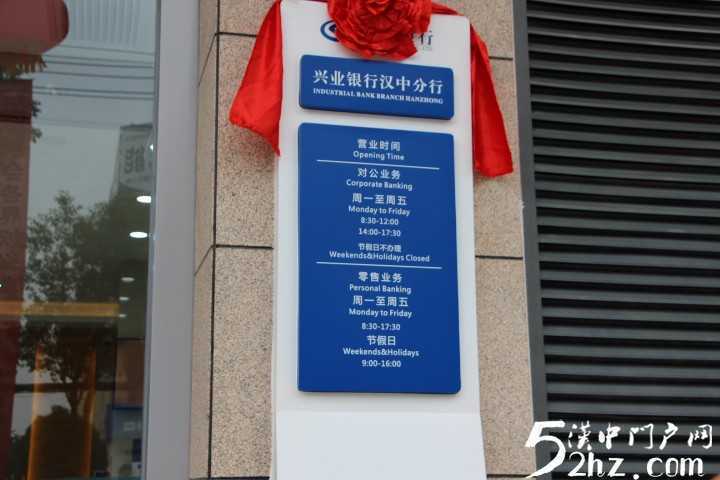 行
兴业银行汉中分行
INDUSTRIAL BANK BRANCH HANZHONG
营业时间
Opening Time
对公业务
Corporate Banking
周一至周五
Monday to Friday
8:30-12:00
14:00-17:30
节假日不办理
Weekends&Holidays Closed
零售业务
Personal Banking
周一至周五
Monday to Friday
8:30-17:30
节假日
Weekends&Holidays
9:00-16:00
能
汉中门户网
52hz.com